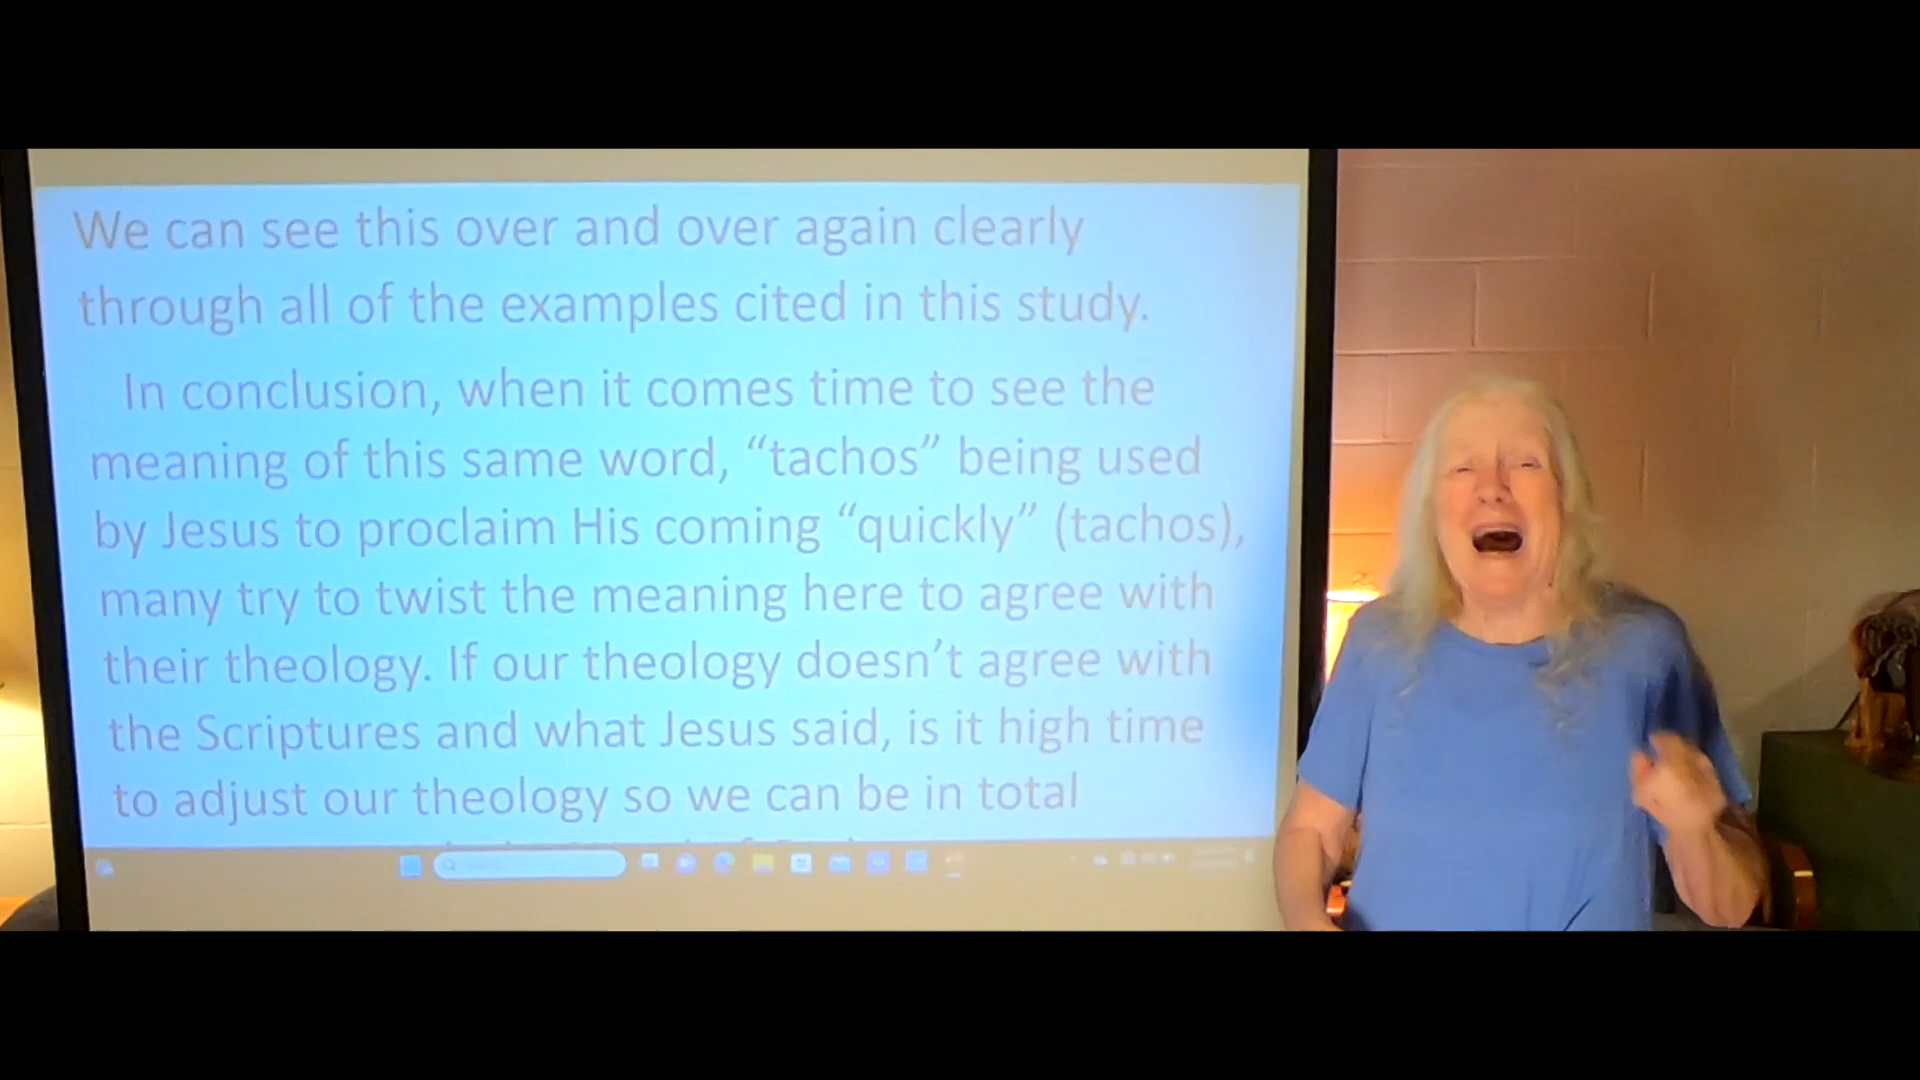 We can see this over and over again clearly
through all of the examples cited in this study.
In conclusion, when it comes time to see the
meaning of this same word, “tachos” being used
by Jesus to proclaim His coming “quickly” (tachos),
many try to twist the meaning here to agree with
their theology. If our theology doesn’t agree with
the Scriptures and what Jesus said, is it high time
to adjust our theology so we can be in total